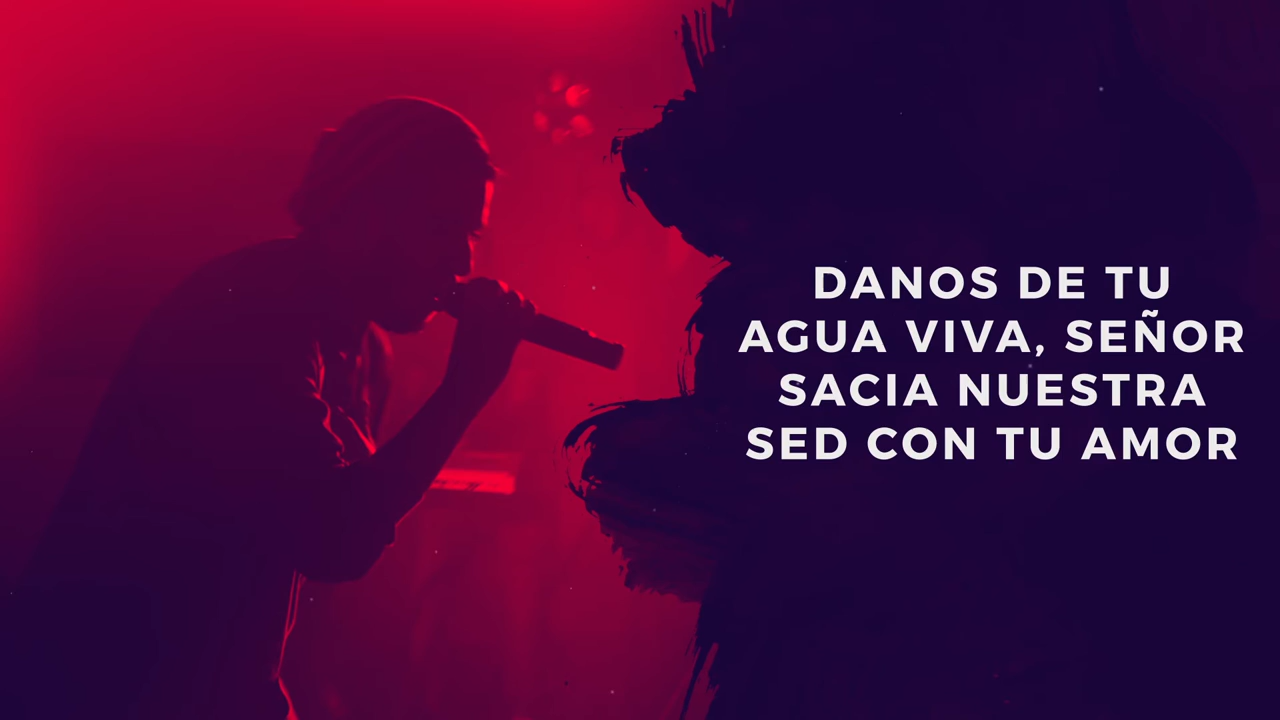 DANOS DE TU
AGUA VIVA, SEÑOR
SACIA NUESTRA
SED CON TU AMOR